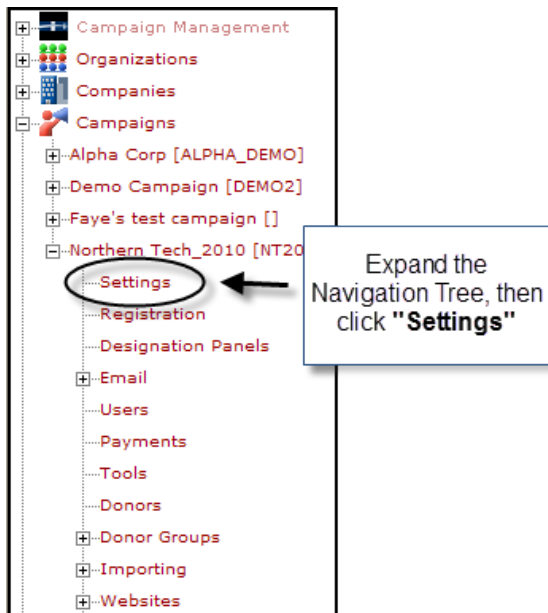 Campaign Management
Organizations
Companies
Campaigns
Alpha Corp [ALPHA_DEMO]
Demo Campaign [DEMO2]
Faye's test campaign []
Northern Tech_2010 [NT20
Settings
Registration
Designation Panels
Email
Users
Payments
Tools
Donors
Donor Groups
Importing
Websites
Expand the
Navigation Tree, then
click "Settings"